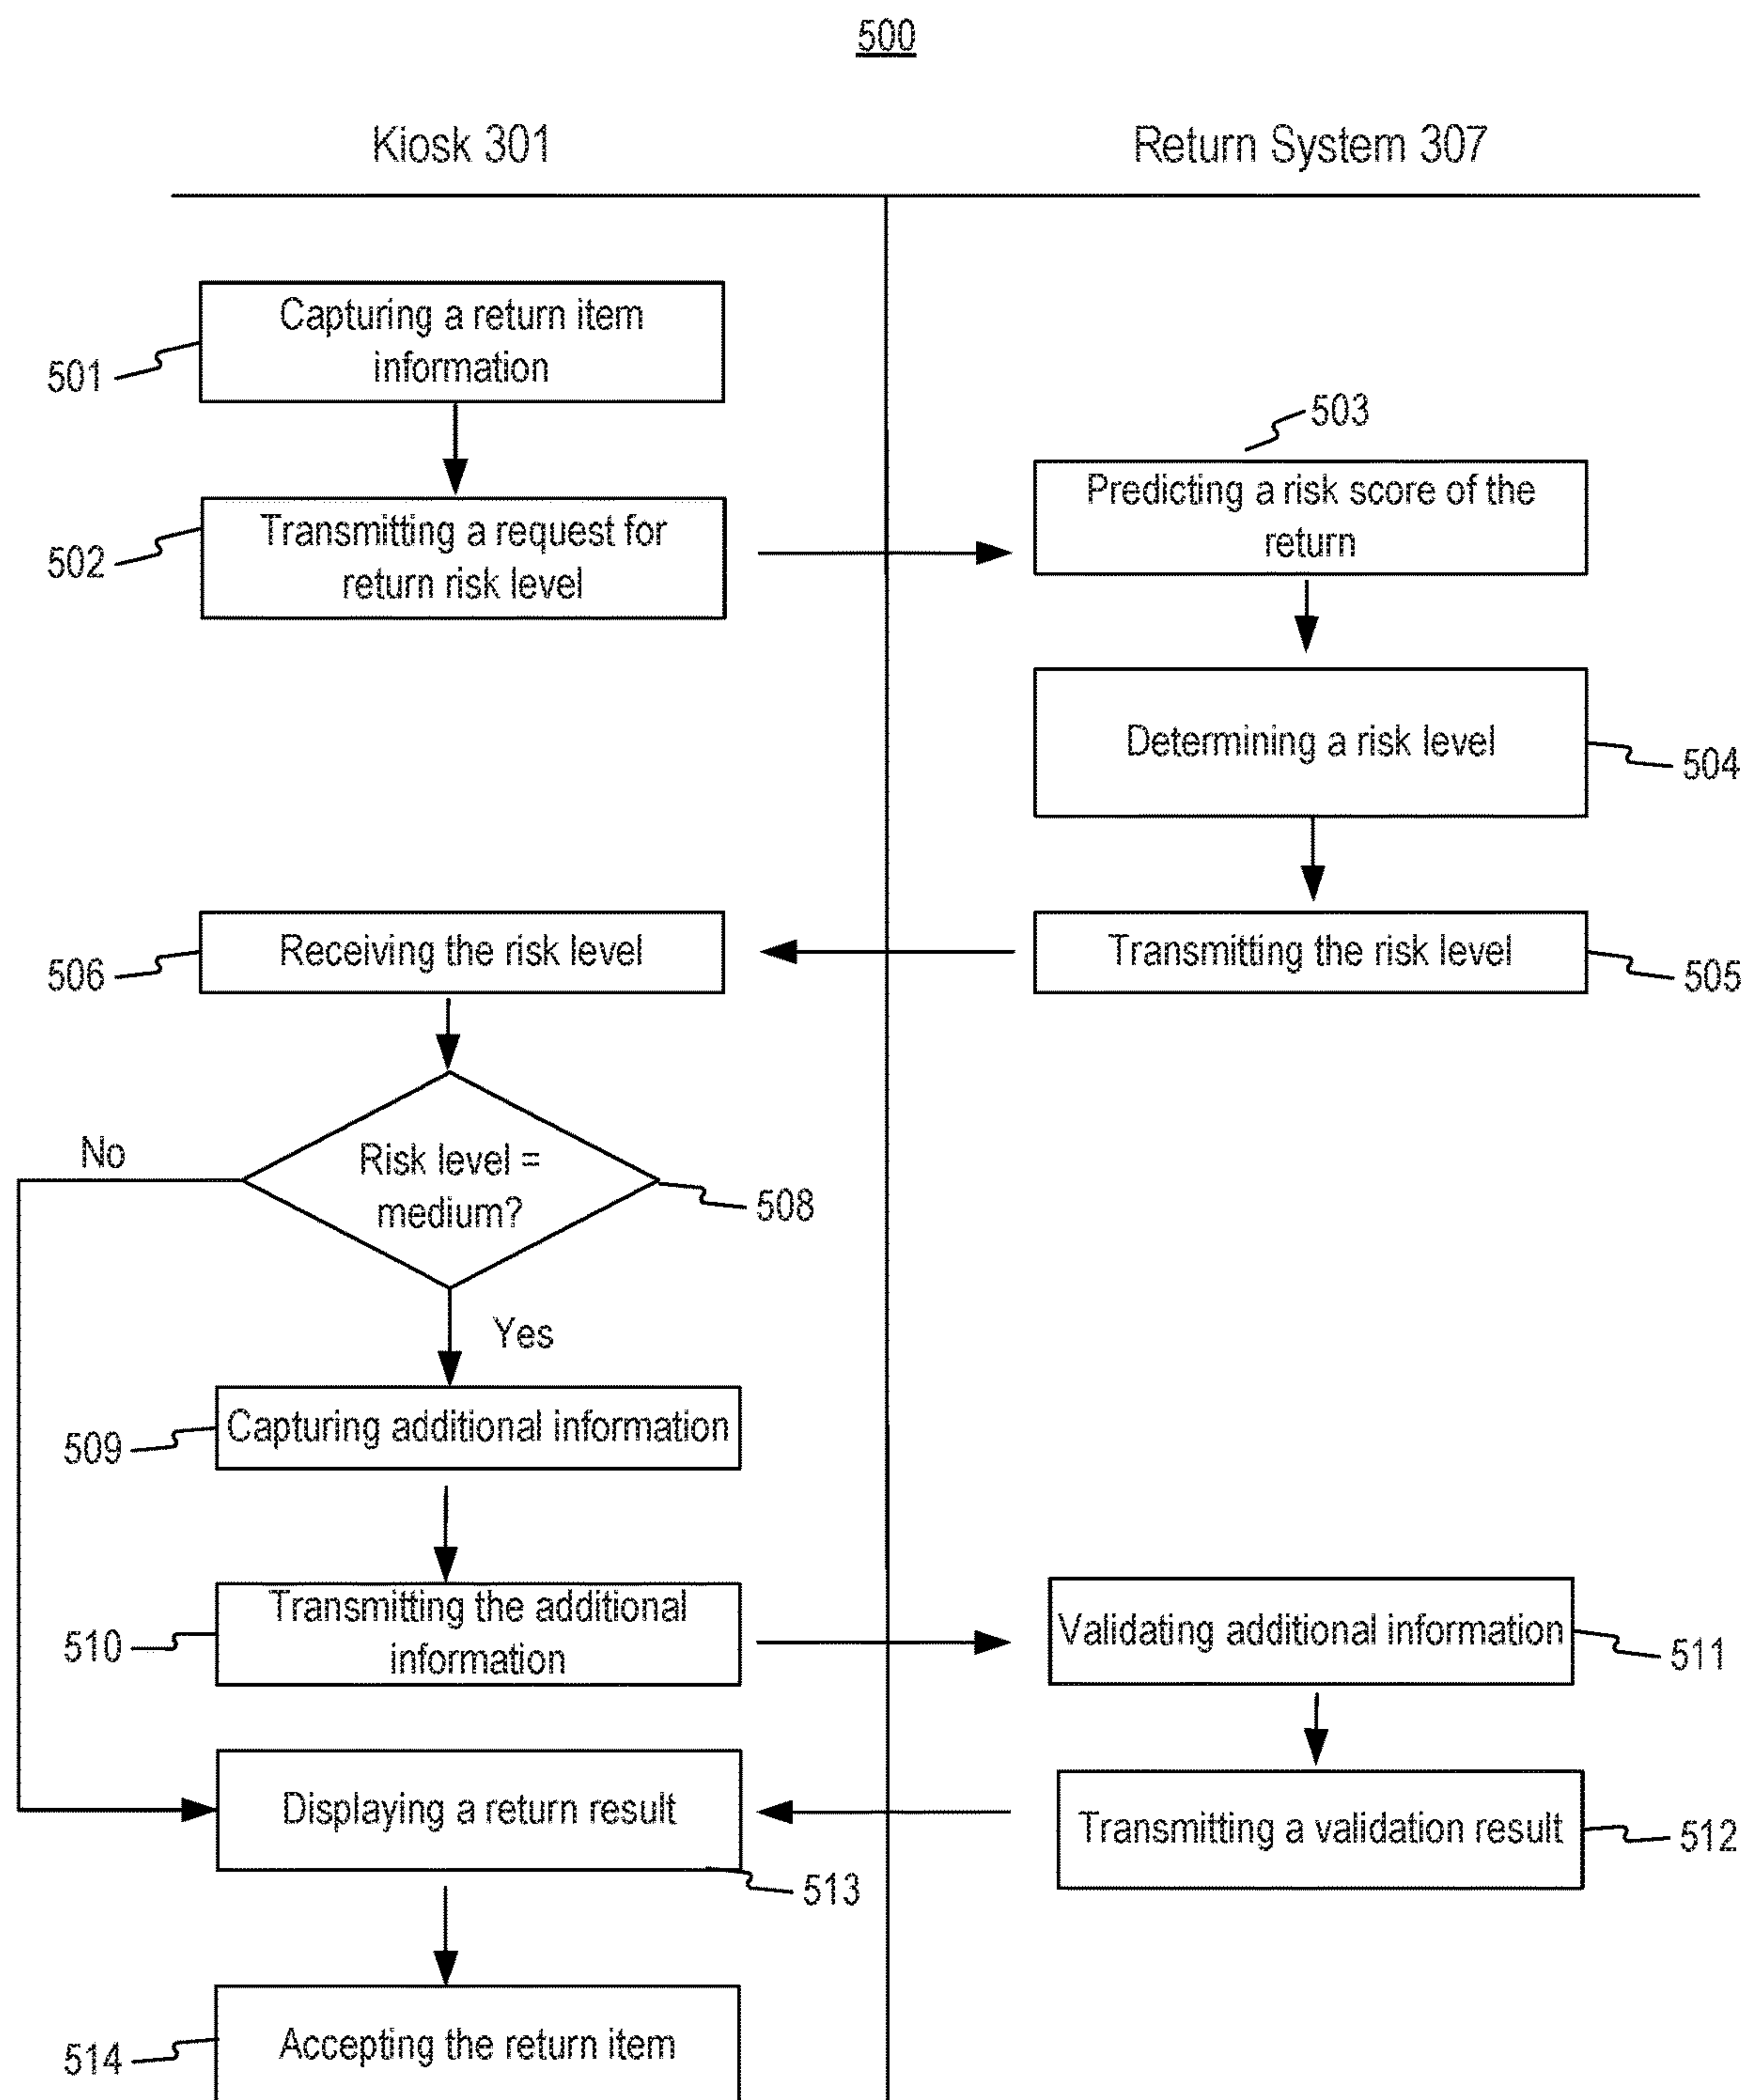 500
Kiosk 301
Return System 307
Capturing a return item
information
501
503
Predicting a risk score of the
return
Transmitting a request for
return risk level
502
Determining a risk level
504
Receiving the risk level
506
Transmitting the risk level
505
No
Risk level =
medium?
508
Yes
Capturing additional information
509
Transmitting the additional
information
510
Validating additional information
511
Displaying a return result
513
Transmitting a validation result
512
Accepting the return item
514